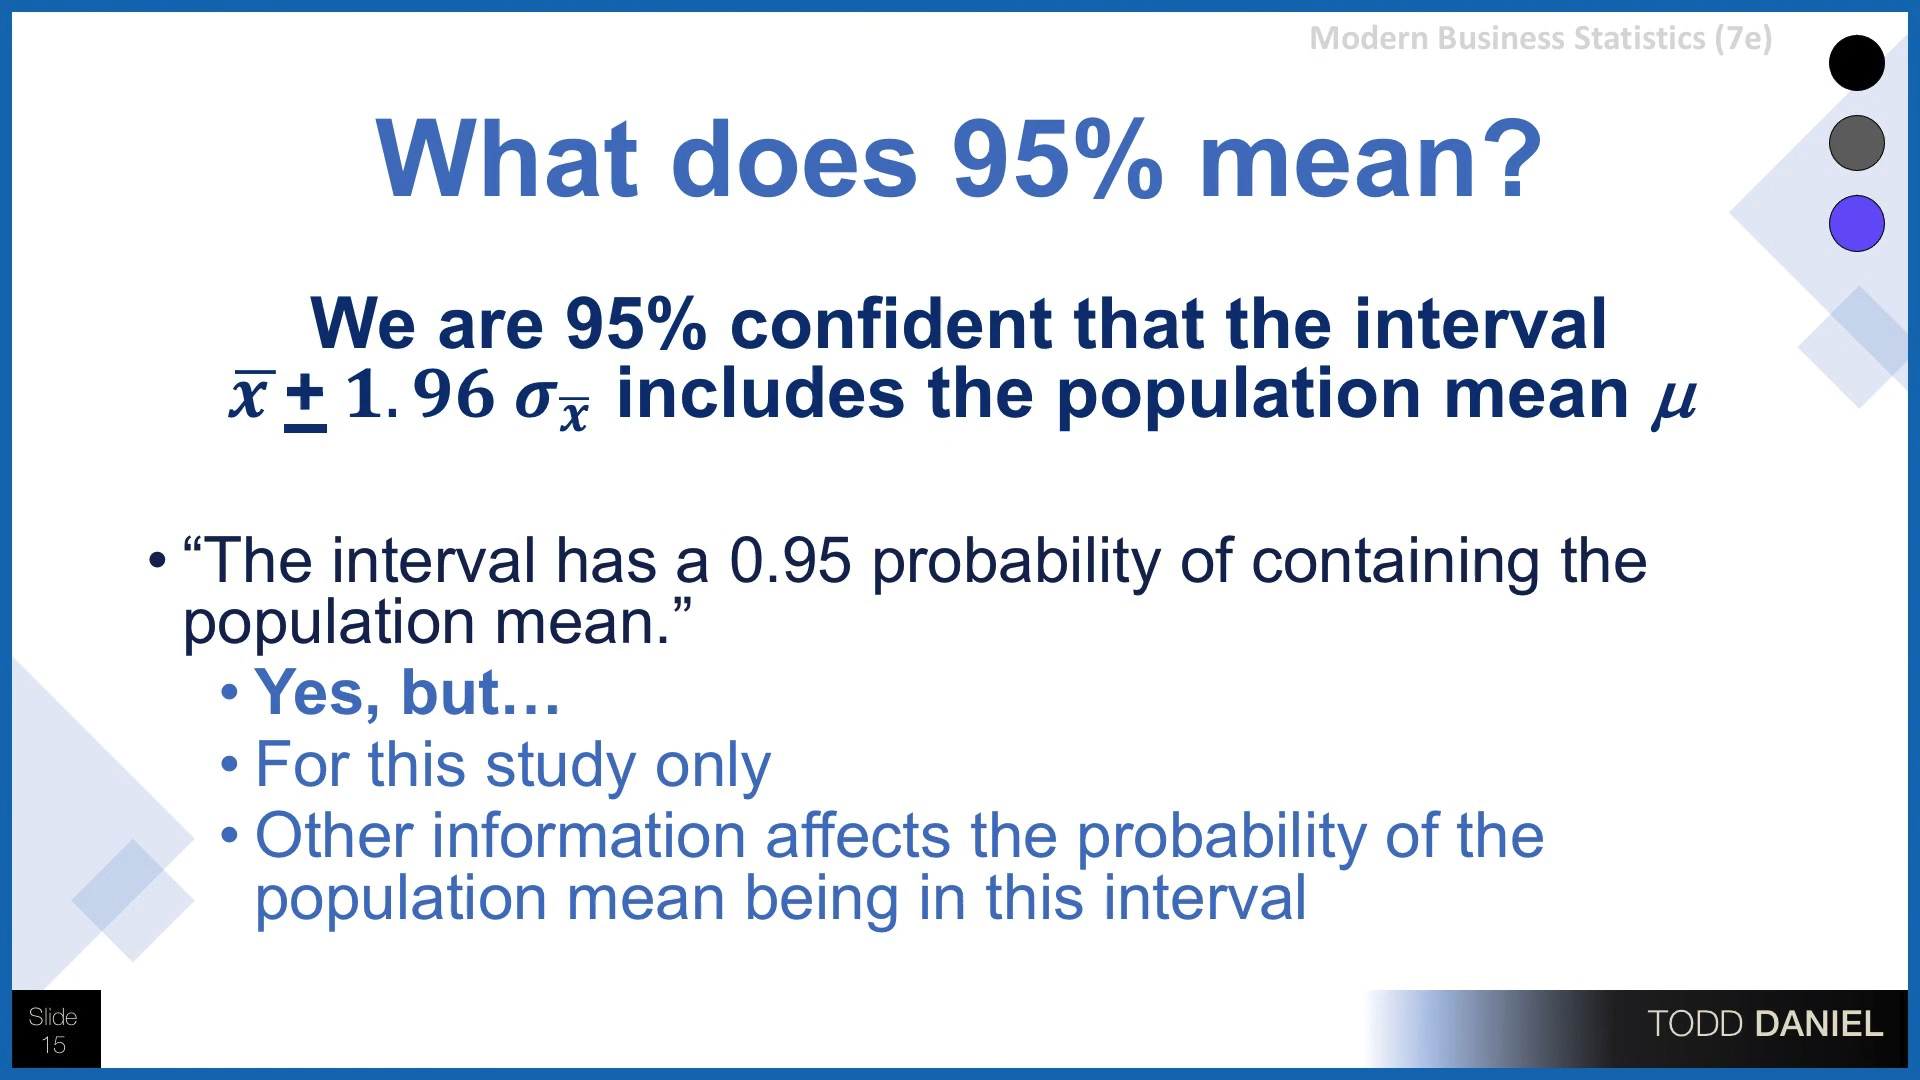 Modern Business Statistics (7e)
What does 95% mean?
We are 95% confident that the interval
x̅ ± 1.96 σx̅ includes the population mean μ
• “The interval has a 0.95 probability of containing the
population mean.”
• Yes, but…
• For this study only
• Other information affects the probability of the
population mean being in this interval
Slide
15
TODD DANIEL